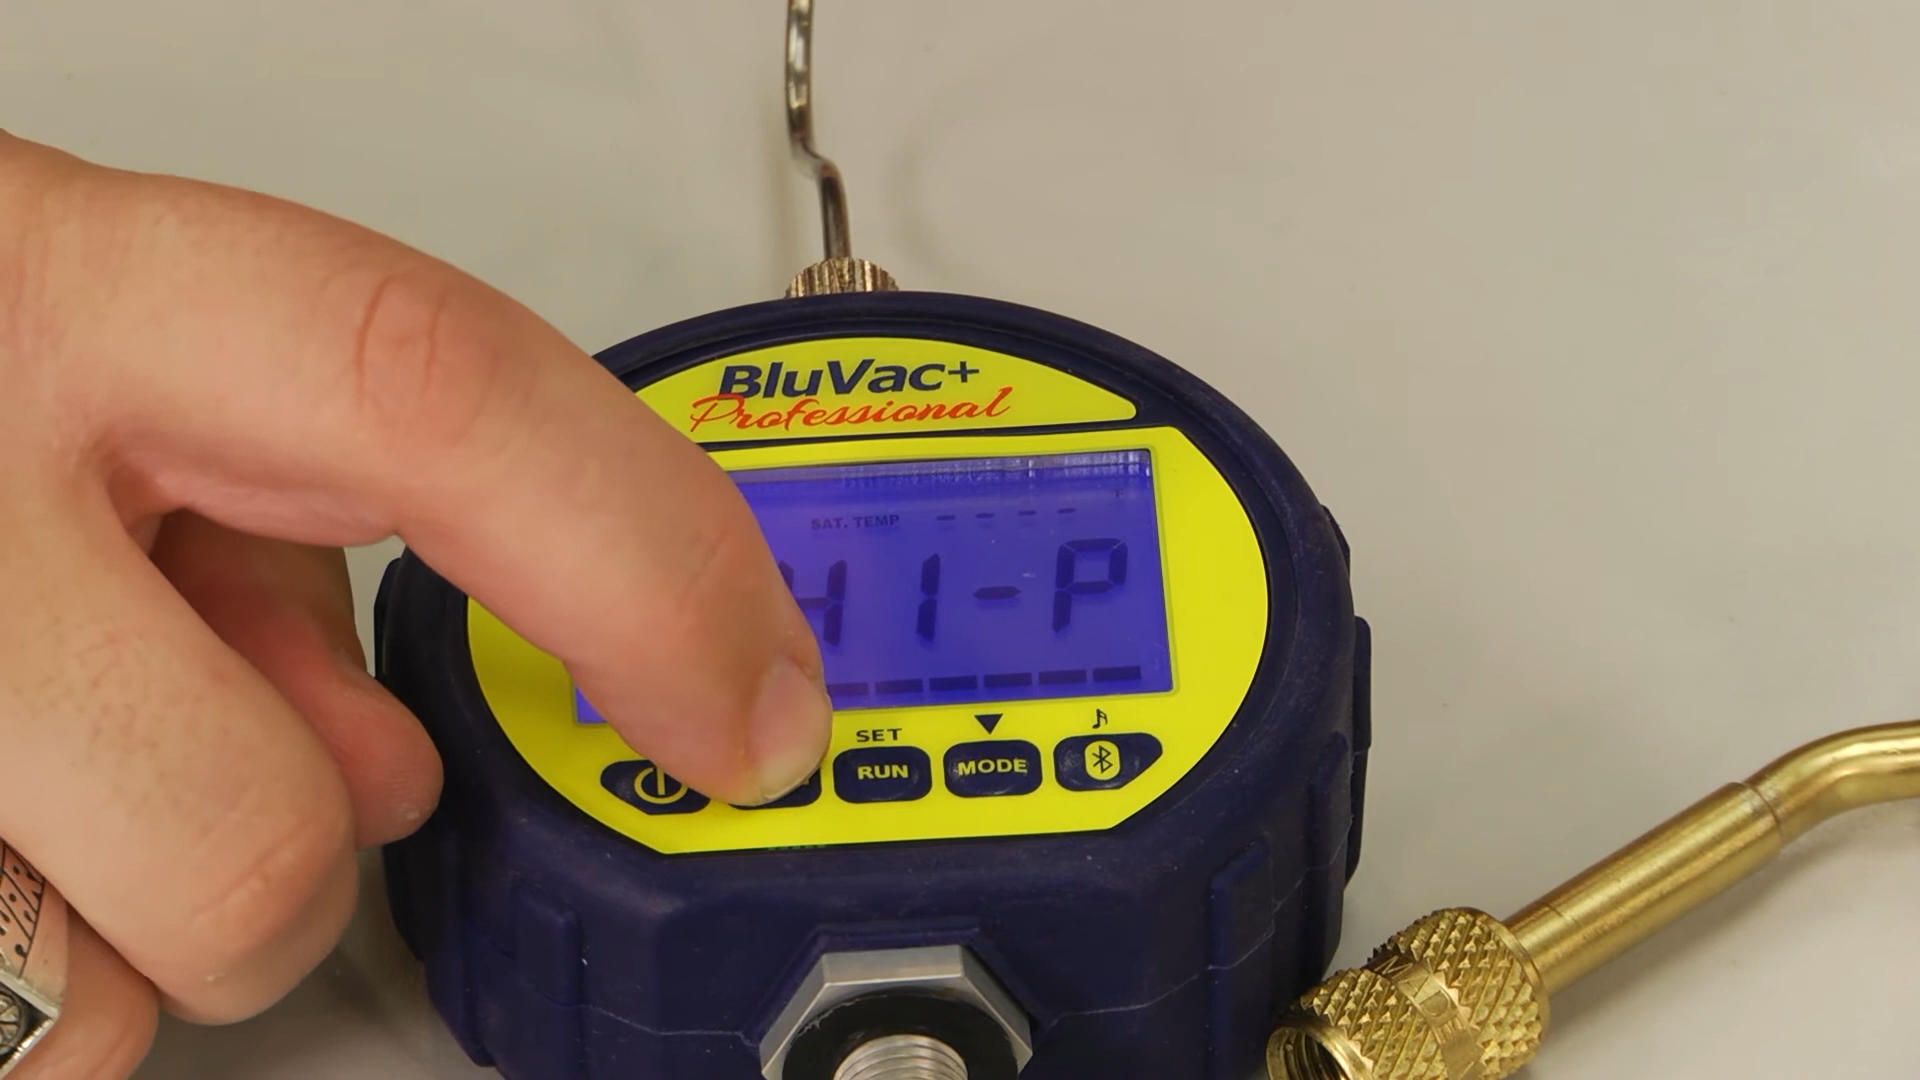 BluVac+
Professional
SAT. TEMP - - - - F
HI-P
SET
RUN
MODE